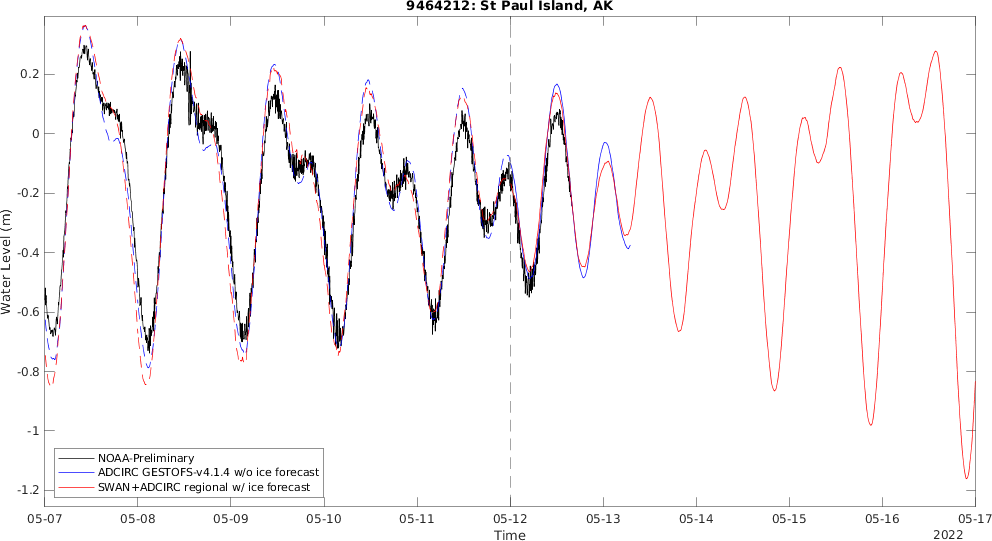 9464212: St Paul Island, AK
0.2
0
-0.2
-0.4
-0.6
-0.8
-1
-1.2
Water Level (m)
NOAA-Preliminary
ADCIRC GESTOFS-v4.1.4 w/o ice forecast
SWAN+ADCIRC regional w/ ice forecast
05-07 05-08 05-09 05-10 05-11 05-12 05-13 05-14 05-15 05-16 05-17
Time
2022